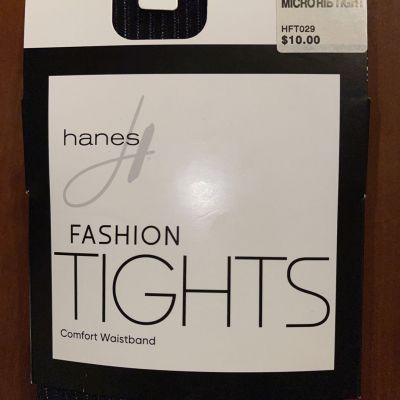 MICRO RIB TIGHT
HFT029
$10.00
hanes
FASHION
TIGHTS
Comfort Waistband